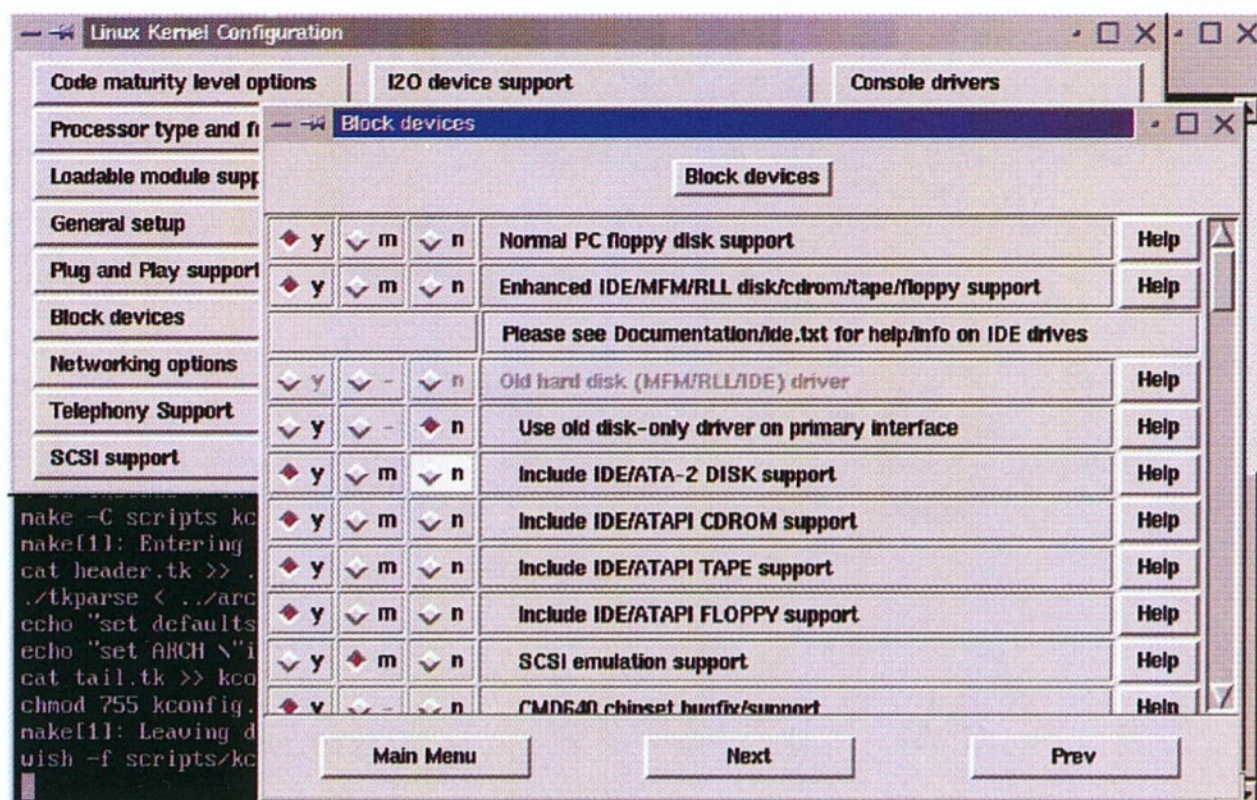 Linux Kernel Configuration
Code maturity level options
I2O device support
Console drivers
Processor type and f
Loadable module supp
General setup
Plug and Play support
Block devices
Networking options
Telephony Support
SCSI support
Block devices
Block devices
y m n Normal PC floppy disk support Help
y m n Enhanced IDE/MFM/RLL disk/cdrom/tape/floppy support Help
Please see Documentation/ide.txt for help/info on IDE drives
y - n Old hard disk (MFM/RLL/IDE) driver Help
y - n Use old disk-only driver on primary interface Help
y m n Include IDE/ATA-2 DISK support Help
y m n Include IDE/ATAPI CDROM support Help
y m n Include IDE/ATAPI TAPE support Help
y m n Include IDE/ATAPI FLOPPY support Help
y m n SCSI emulation support Help
y - n CMD640 chipset bugfix/support Help
Main Menu Next Prev
make -C scripts kc
make[1]: Entering
cat header.tk >> .
./tkparse < ../arc
echo "set defaults
echo "set ARCH \"i
cat tail.tk >> kco
chmod 755 kconfig.
make[1]: Leaving d
wish -f scripts/kc